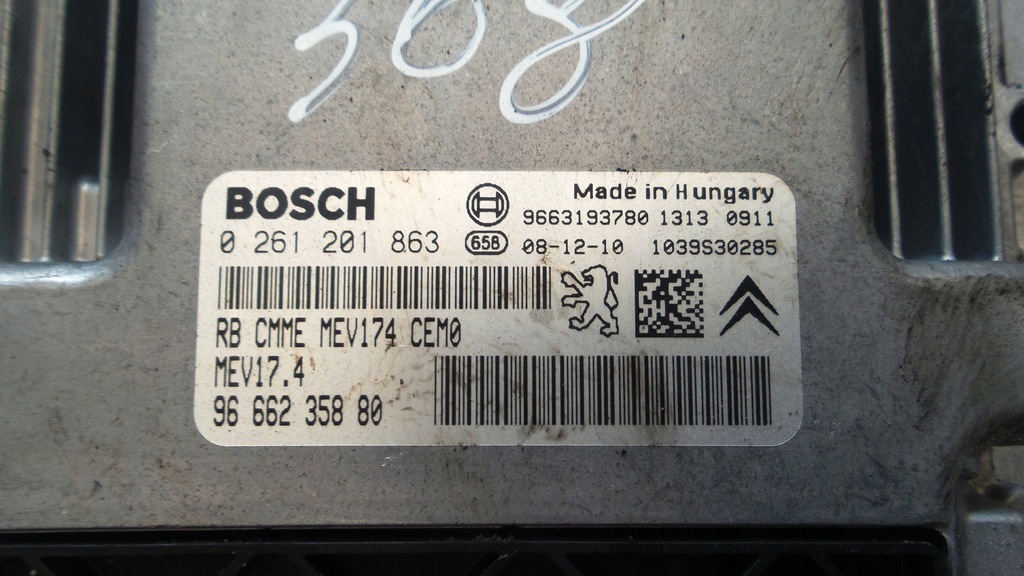 308
BOSCH
Made in Hungary
9663193780 1313 0911
0 261 201 863
658
08-12-10 1039S30285
RB CMME MEV174 CEM0
MEV17.4
96 662 358 80